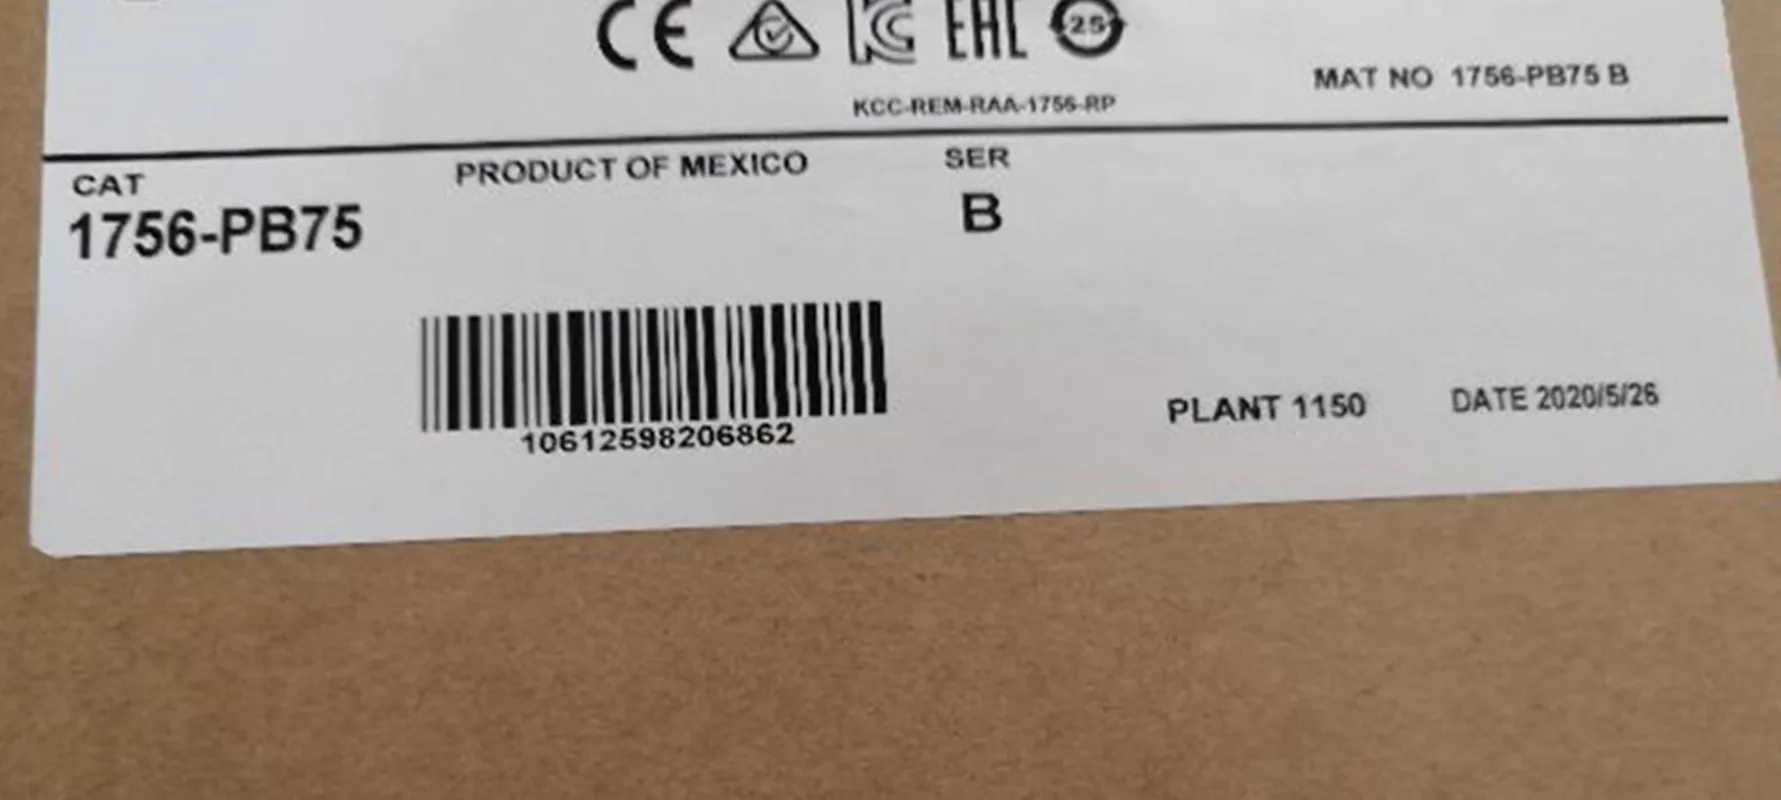 CE EAC 25
MAT NO 1756-PB75 B
KCC-REM-RAA-1756-RP
CAT PRODUCT OF MEXICO SER
1756-PB75 B
10612598206862
PLANT 1150 DATE 2020/5/26